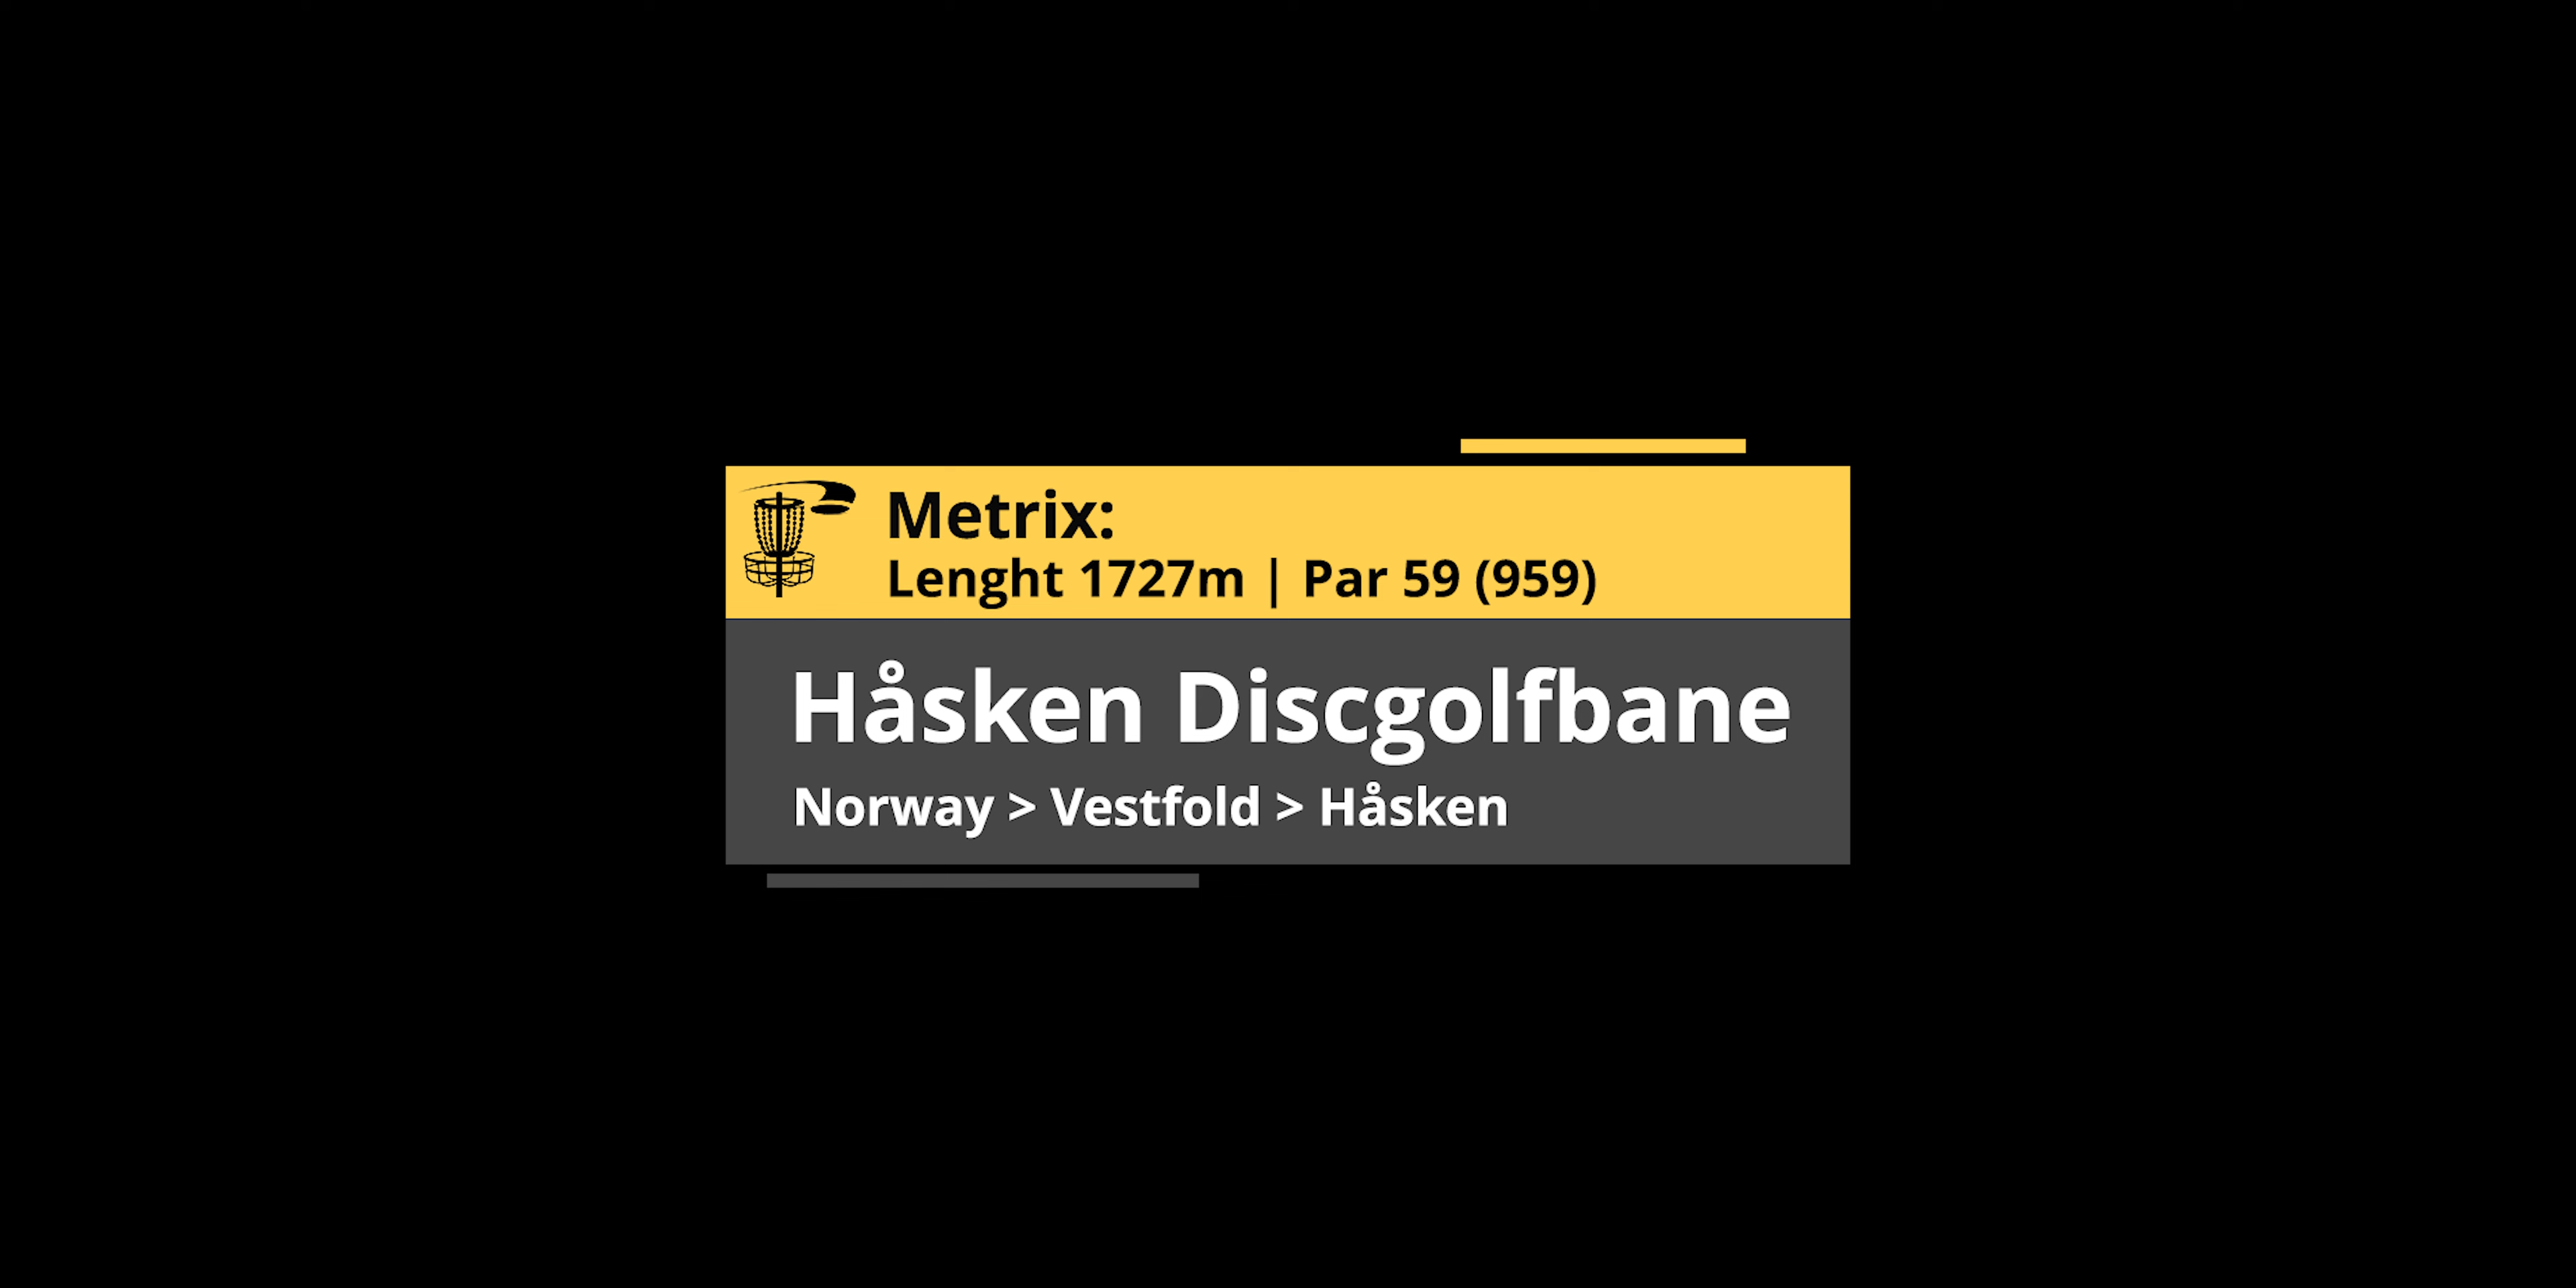 Metrix:
Lenght 1727m | Par 59 (959)
Håsken Discgolfbane
Norway > Vestfold > Håsken